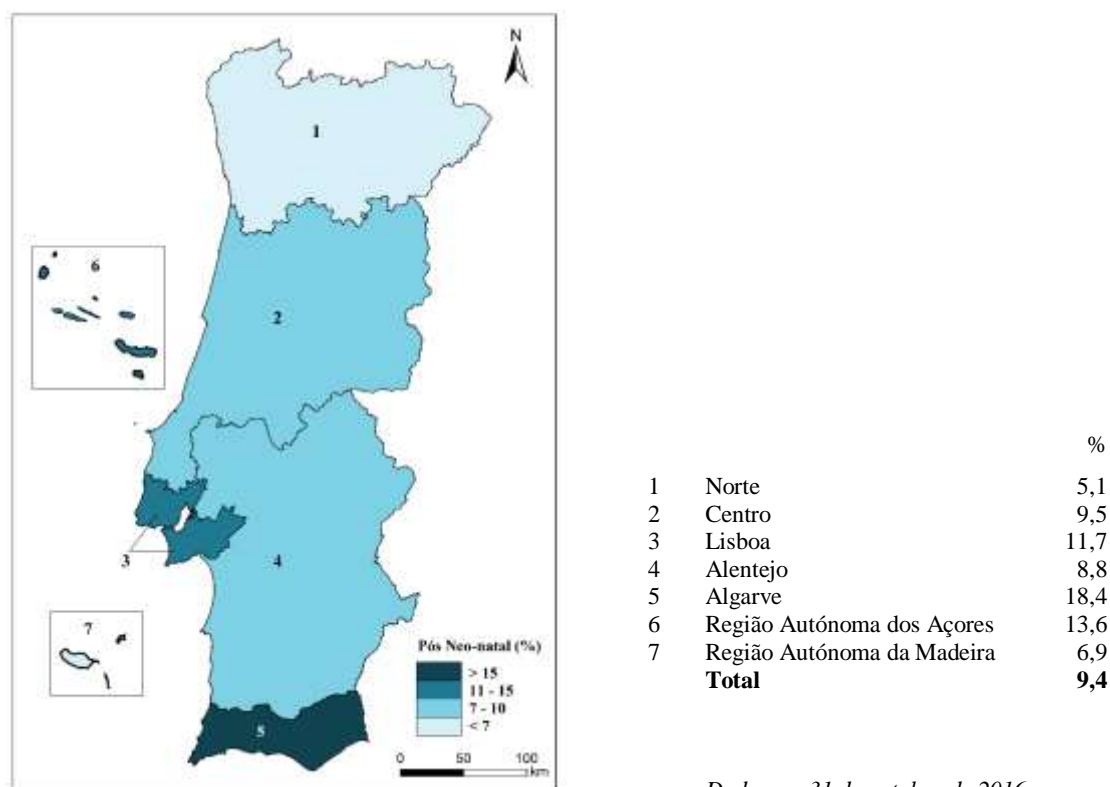 N
1
6
2
3
4
7
Pós Neo-natal (%)
> 15
11 - 15
7 - 10
< 7
5
0 50 100
km
%
1 Norte 5,1
2 Centro 9,5
3 Lisboa 11,7
4 Alentejo 8,8
5 Algarve 18,4
6 Região Autónoma dos Açores 13,6
7 Região Autónoma da Madeira 6,9
Total 9,4
2016